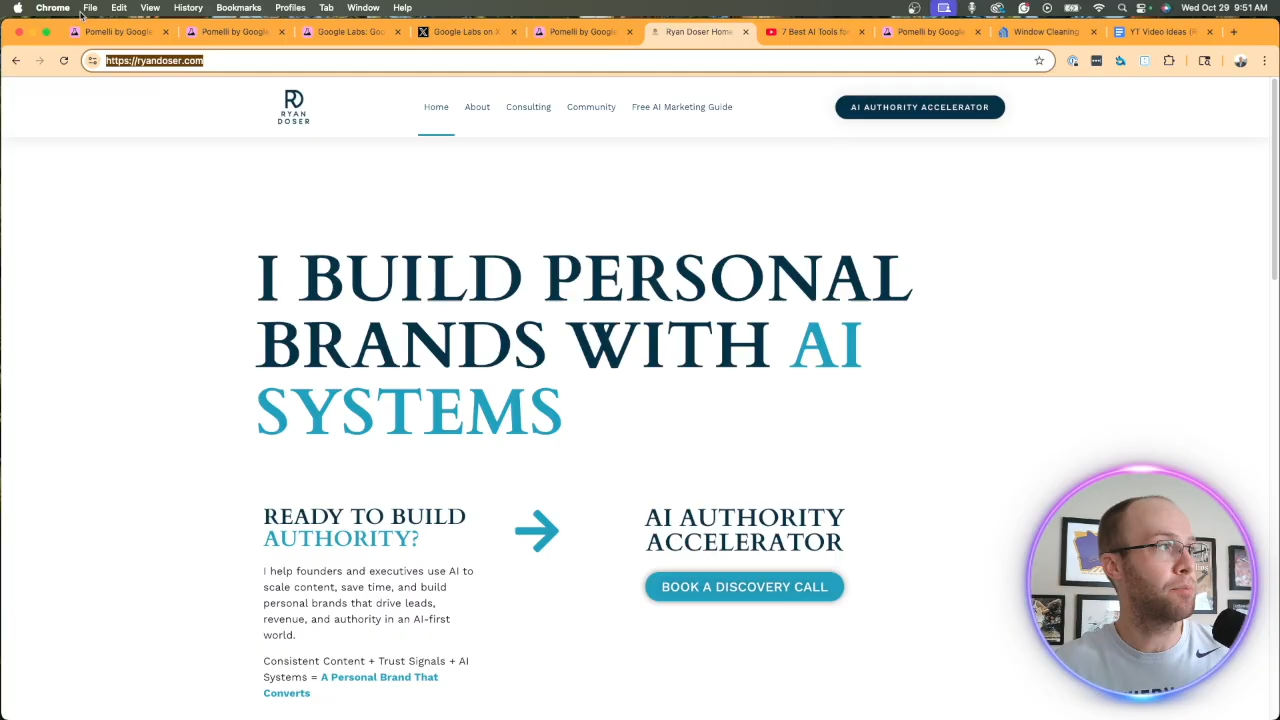 Chrome File Edit View History Bookmarks Profiles Tab Window Help
Wed Oct 29 11:25 AM
Pomelli by Google
Pomelli by Google
Google Labs: Goo
Google Labs on X
Pomelli by Google
Ryan Doser Home
7 Best AI Tools for
Pomelli by Google
Window Cleaning
YT Video Ideas (R
https://ryandoser.com
RYAN
DOSER
Home About Consulting Community Free AI Marketing Guide
AI AUTHORITY ACCELERATOR
I BUILD PERSONAL
BRANDS WITH AI
SYSTEMS
READY TO BUILD
AUTHORITY?
I help founders and executives use AI to
scale content, save time, and build
personal brands that drive leads,
revenue, and authority in an AI-first
world.
Consistent Content + Trust Signals + AI
Systems = A Personal Brand That
Converts
AI AUTHORITY
ACCELERATOR
BOOK A DISCOVERY CALL